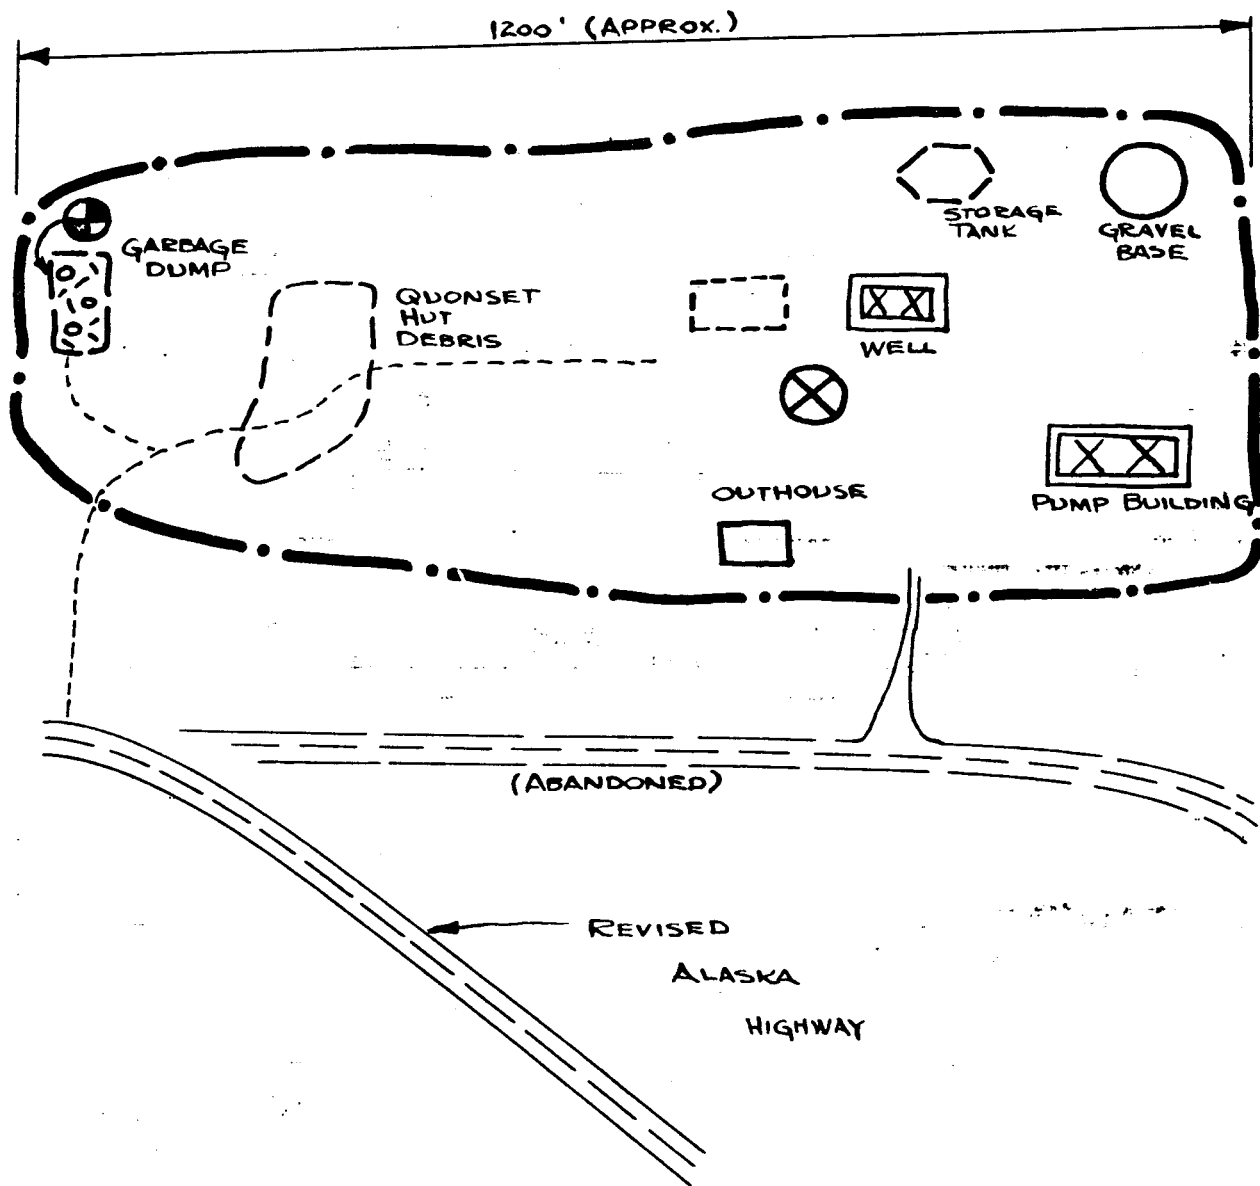 1200' (APPROX.)
STORAGE
TANK
GRAVEL
BASE
GARBAGE
DUMP
QUONSET
HUT
DEBRIS
WELL
OUTHOUSE
PUMP BUILDING
(ABANDONED)
REVISED
ALASKA
HIGHWAY